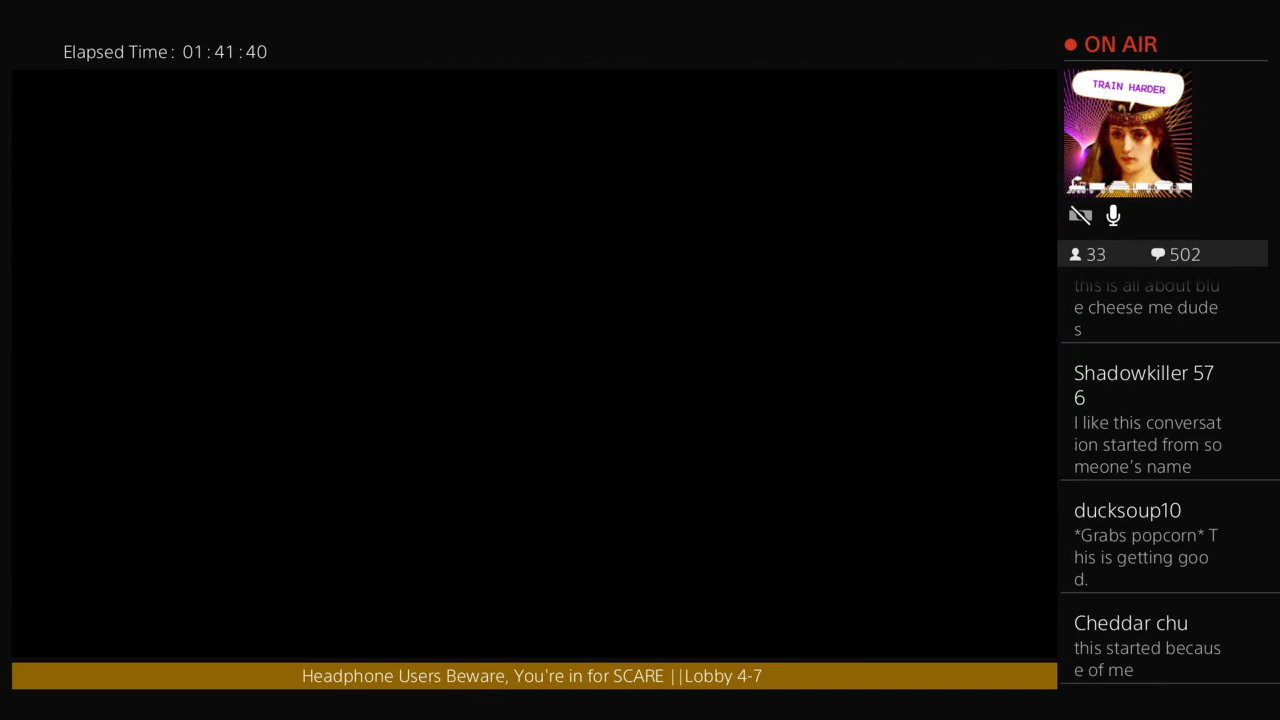 Elapsed Time: 01:41:40
ON AIR
TRAIN HARDER
33
502
this is all about blu
e cheese me dude
s
Shadowkiller 57
6
I like this conversat
ion started from so
meone's name
ducksoup10
*Grabs popcorn* T
his is getting goo
d.
Cheddar chu
this started becaus
e of me
Headphone Users Beware, You're in for SCARE ||Lobby 4-7